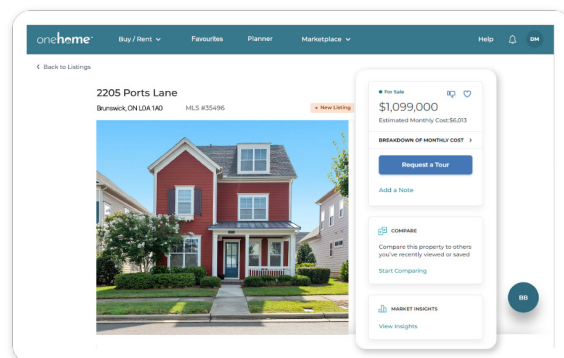 onehome™
Buy / Rent
Favourites
Planner
Marketplace
Help
DM
Back to Listings
2205 Ports Lane
Brunswick, ON L0A 1A0
MLS #35496
New Listing
For Sale
$1,099,000
Estimated Monthly Cost:$6,013
BREAKDOWN OF MONTHLY COST
Request a Tour
Add a Note
COMPARE
Compare this property to others
you've recently viewed or saved
Start Comparing
MARKET INSIGHTS
View Insights
BB